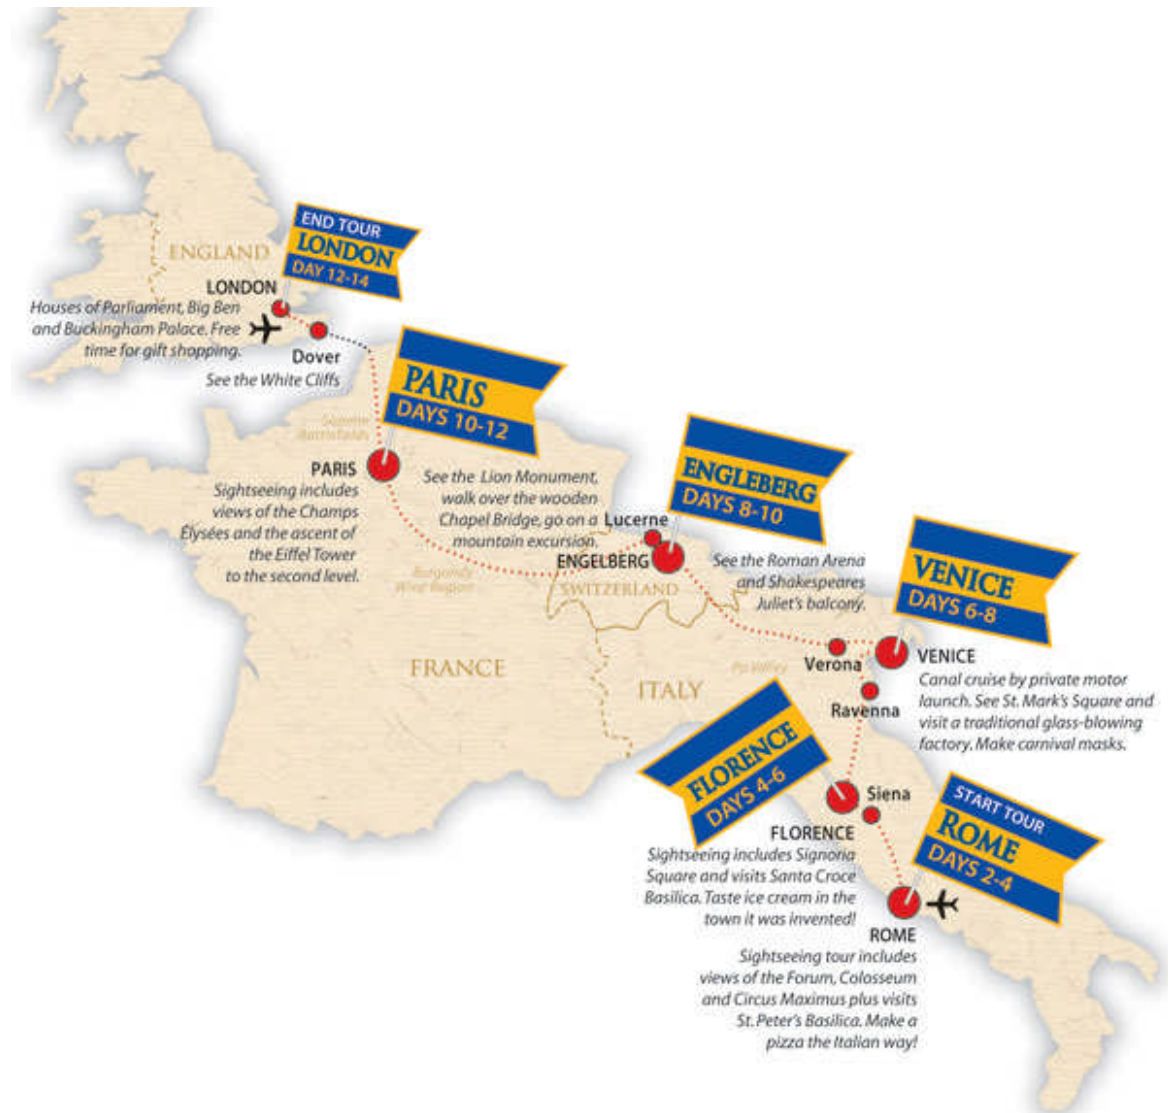 END TOUR
LONDON
DAY 12-14
ENGLAND
LONDON
Houses of Parliament, Big Ben
and Buckingham Palace. Free
time for gift shopping.
Dover
See the White Cliffs
PARIS
DAYS 10-12
PARIS
Sightseeing includes
views of the Champs
Élysées and the ascent of
the Eiffel Tower
to the second level.
See the Lion Monument,
walk over the wooden
Chapel Bridge, go on a
mountain excursion.
ENGLEBERG
DAYS 8-10
Lucerne
ENGELBERG
SWITZERLAND
Burgundy
Wine Region
See the Roman Arena
and Shakespeares
Juliet's balcony.
VENICE
DAYS 6-8
Verona
VENICE
Canal cruise by private motor
launch. See St. Mark's Square and
visit a traditional glass-blowing
factory. Make carnival masks.
FRANCE
ITALY
Po Valley
Ravenna
FLORENCE
DAYS 4-6
Siena
FLORENCE
Sightseeing includes Signoria
Square and visits Santa Croce
Basilica. Taste ice cream in the
town it was invented!
START TOUR
ROME
DAYS 2-4
ROME
Sightseeing tour includes
views of the Forum, Colosseum
and Circus Maximus plus visits
St. Peter's Basilica. Make a
pizza the Italian way!